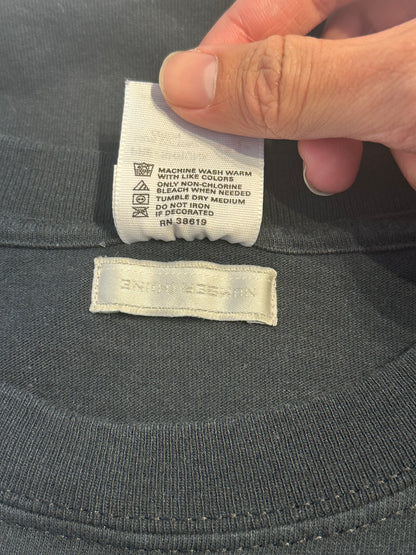 MACHINE WASH WARM
WITH LIKE COLORS
ONLY NON-CHLORINE
BLEACH WHEN NEEDED
TUMBLE DRY MEDIUM
DO NOT IRON
IF DECORATED
RN 38619